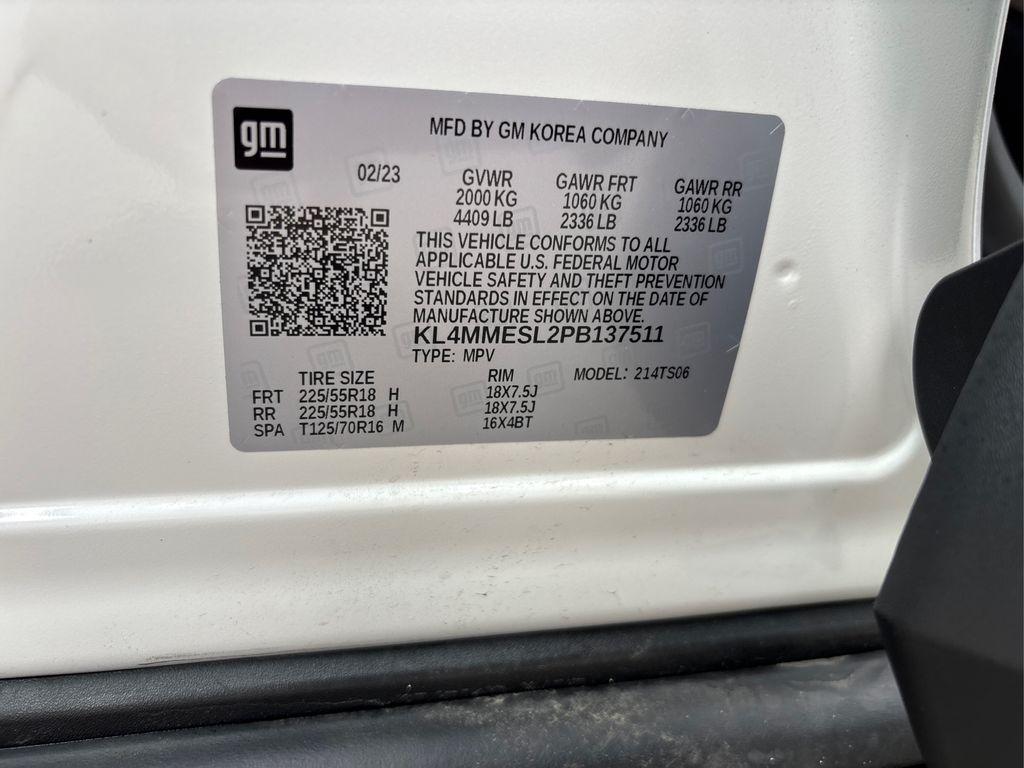 gm
MFD BY GM KOREA COMPANY
02/23 GVWR GAWR FRT GAWR RR
2000 KG 1060 KG 1060 KG
4409 LB 2336 LB 2336 LB
THIS VEHICLE CONFORMS TO ALL
APPLICABLE U.S. FEDERAL MOTOR
VEHICLE SAFETY AND THEFT PREVENTION
STANDARDS IN EFFECT ON THE DATE OF
MANUFACTURE SHOWN ABOVE.
KL4MMESL2PB137511
TYPE: MPV
TIRE SIZE RIM MODEL: 214TS06
FRT 225/55R18 H 18X7.5J
RR 225/55R18 H 18X7.5J
SPA T125/70R16 M 16X4BT